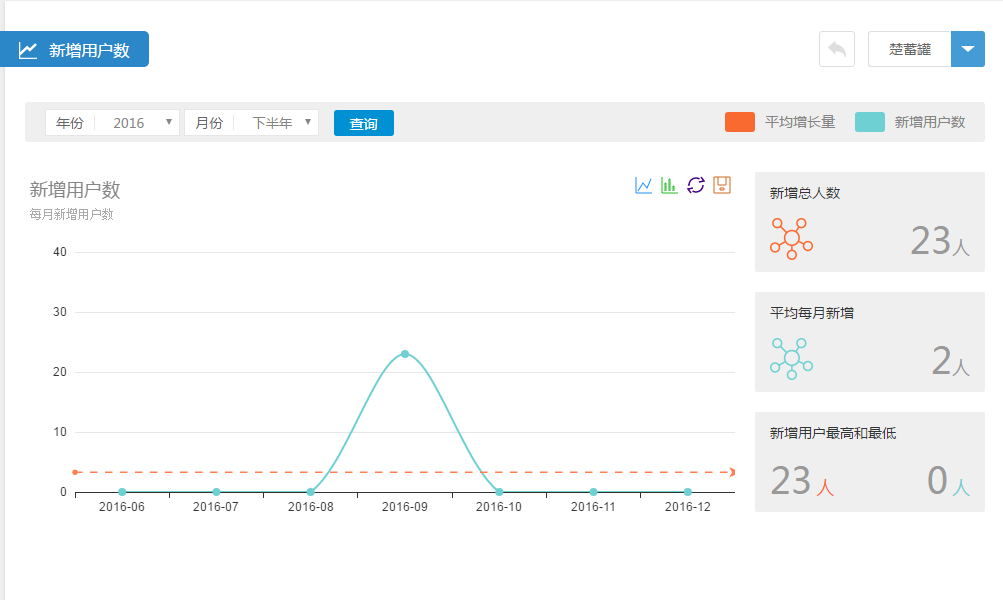 新增用户数
楚蓄罐
年份 2016 月份 下半年 查询 平均增长量 新增用户数
新增用户数
每月新增用户数
40
30
20
10
0
2016-06 2016-07 2016-08 2016-09 2016-10 2016-11 2016-12
新增总人数
23人
平均每月新增
2人
新增用户最高和最低
23人 0人